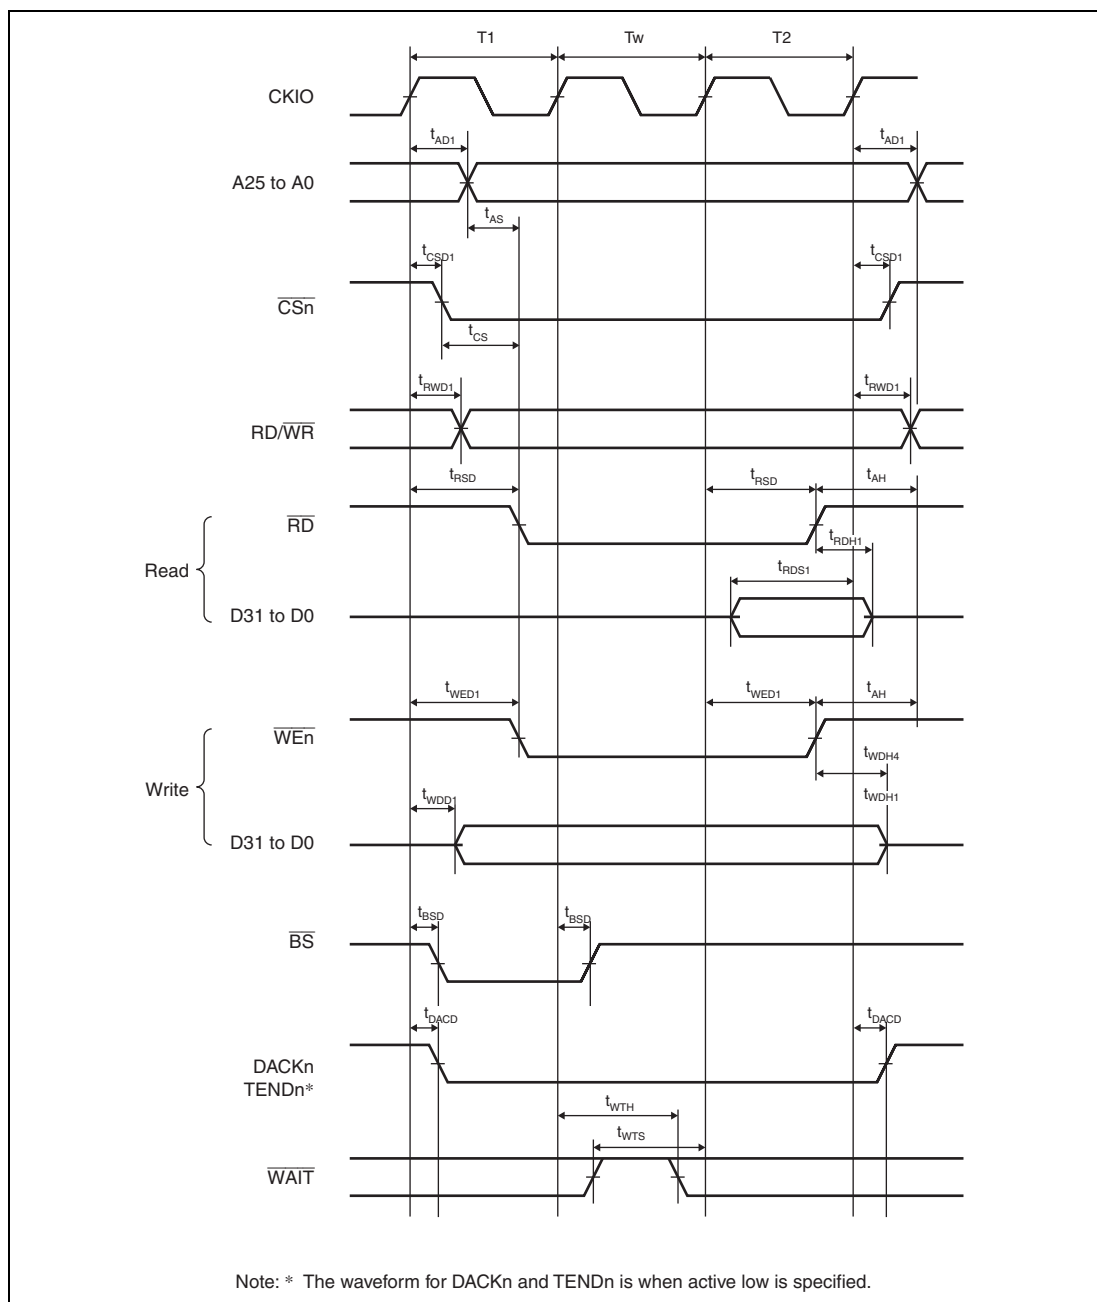 T1 Tw T2
CKIO
tAD1 tAD1
A25 to A0
tAS
tCSD1 tCSD1
CSn
tCS
tRWD1 tRWD1
RD/WR
tRSD tRSD tAH
RD
tRDH1
Read
tRDS1
D31 to D0
tWED1 tWED1 tAH
WEn
tWDH4
Write
tWDD1 tWDH1
D31 to D0
tBSD tBSD
BS
tDACD tDACD
DACKn
TENDn*
tWTH
tWTS
WAIT
Note: * The waveform for DACKn and TENDn is when active low is specified.